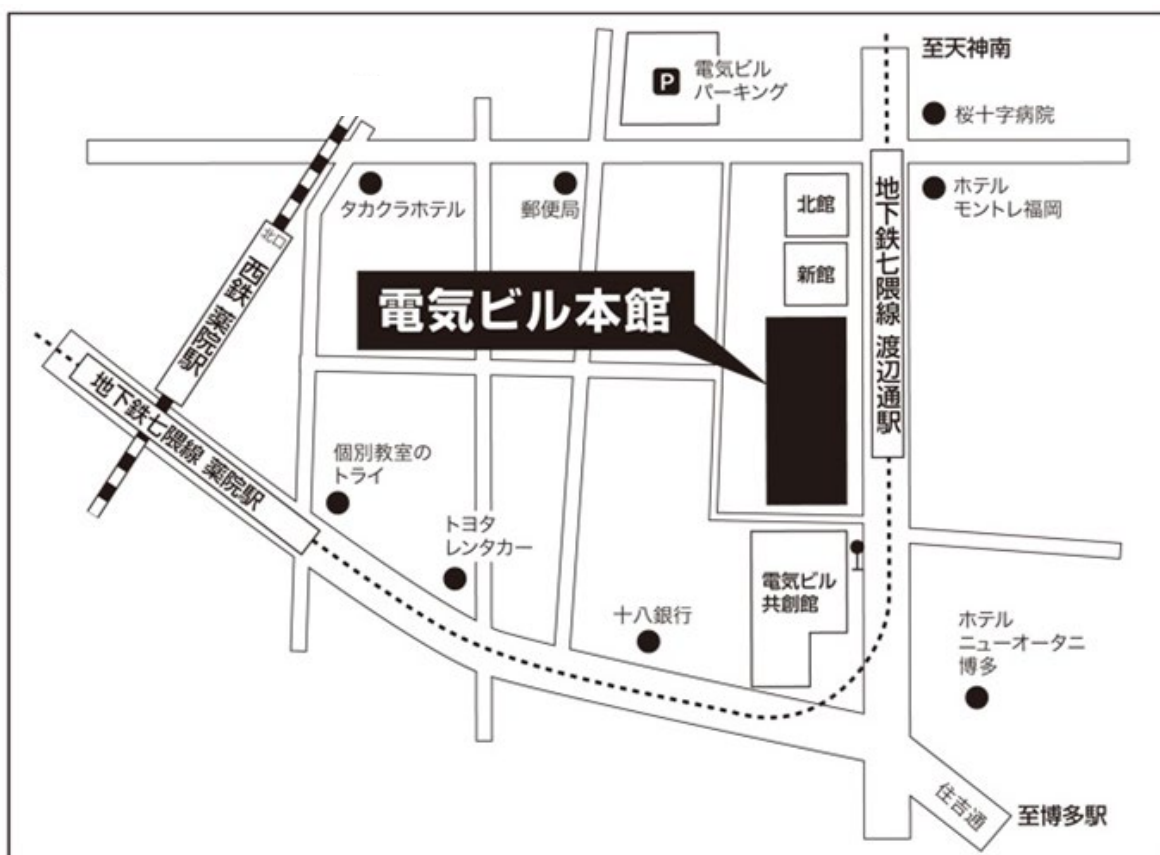 至天神南
P
電気ビル
パーキング
桜十字病院
タカクラホテル
郵便局
北館
ホテル
モントレ福岡
北口
西鉄 薬院駅
新館
地下鉄七隈線 渡辺通駅
電気ビル本館
地下鉄七隈線 薬院駅
個別教室の
トライ
トヨタ
レンタカー
電気ビル
共創館
十八銀行
ホテル
ニューオータニ
博多
住吉通
至博多駅